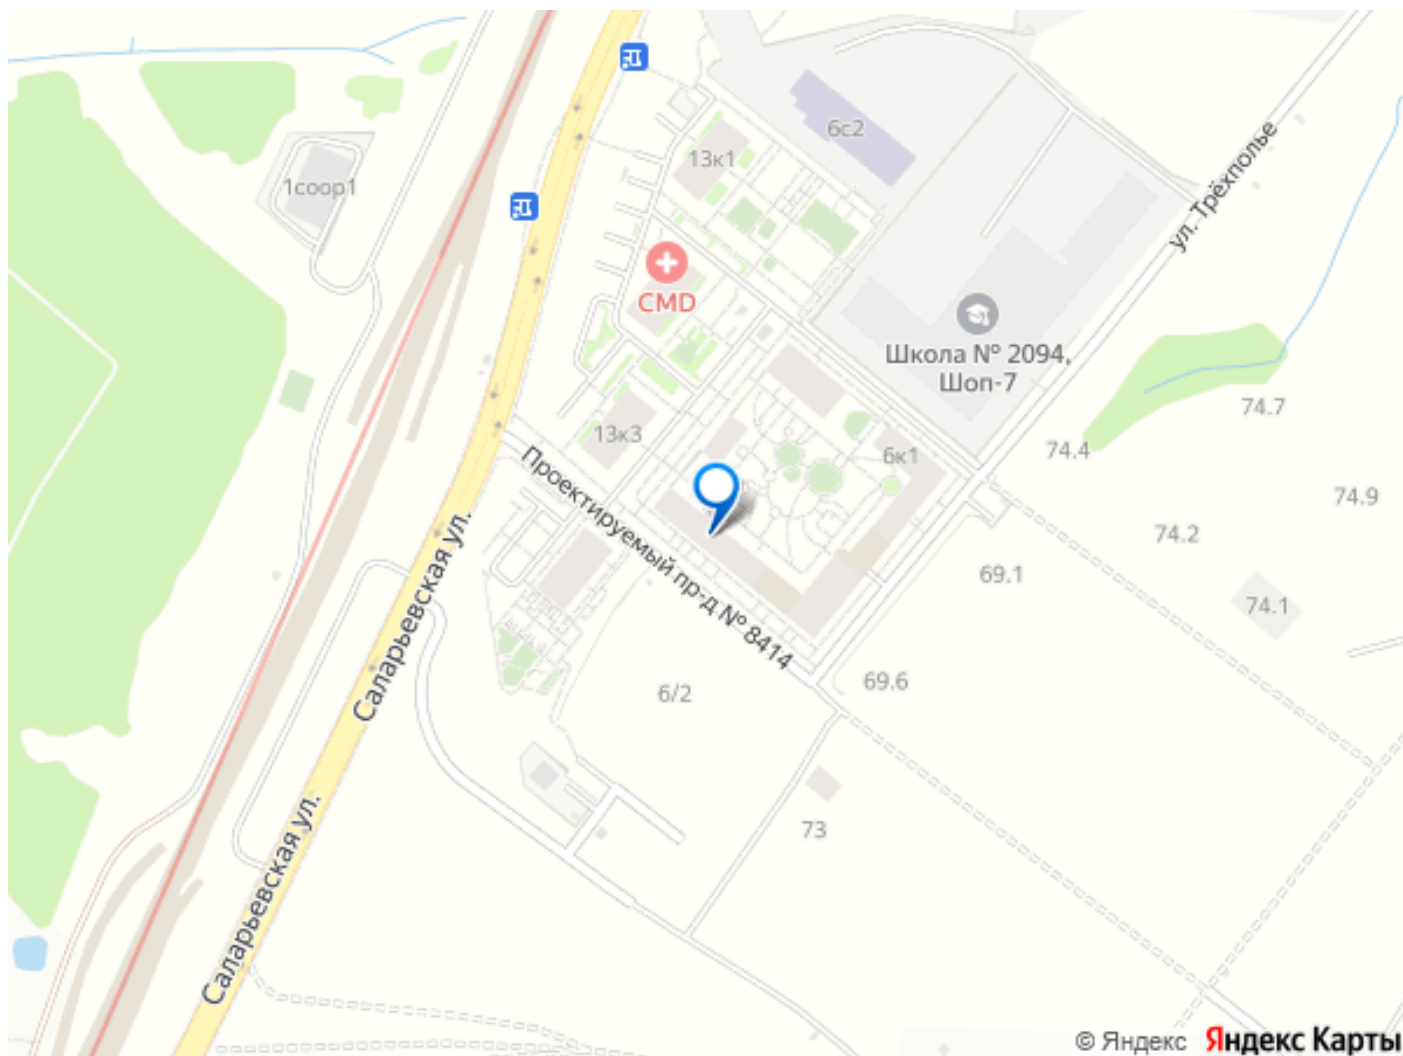 6с2
13к1
ул. Трёхполье
1соор1
CMD
Школа № 2094,
Шоп-7
74.7
13к3
6к1
74.4
74.9
Проектируемый пр-д № 8414
74.2
Саларьевская ул.
69.1
74.1
69.6
6/2
73
Саларьевская ул.
© Яндекс Яндекс Карты